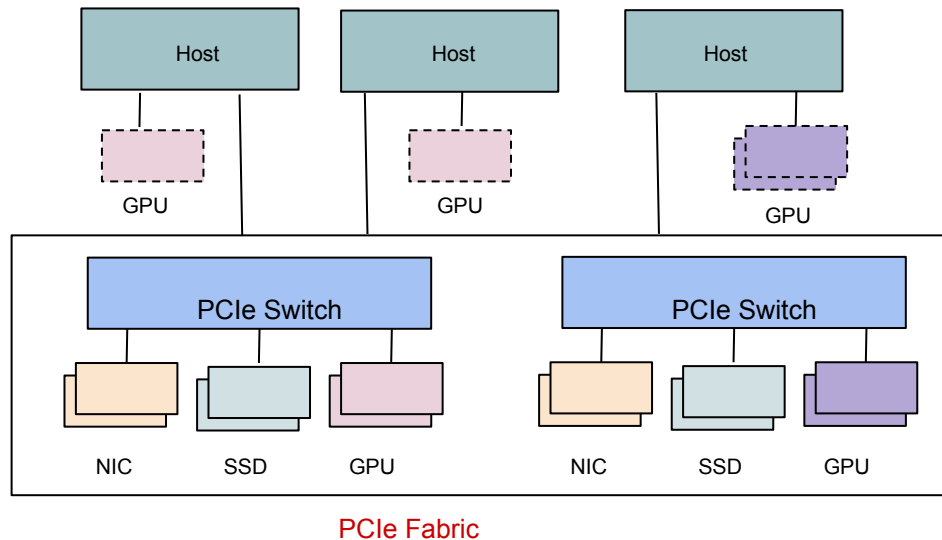 Host
Host
Host
GPU
GPU
GPU
PCIe Switch
PCIe Switch
NIC
SSD
GPU
NIC
SSD
GPU
PCIe Fabric